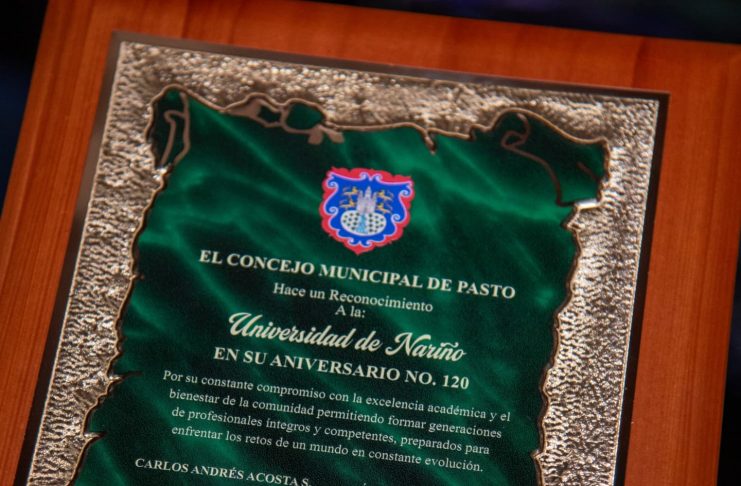 EL CONCEJO MUNICIPAL DE PASTO
Hace un Reconocimiento
A la:
Universidad de Nariño
EN SU ANIVERSARIO NO. 120
Por su constante compromiso con la excelencia académica y el
bienestar de la comunidad permitiendo formar generaciones
de profesionales íntegros y competentes, preparados para
enfrentar los retos de un mundo en constante evolución.
CARLOS ANDRÉS ACOSTA S.